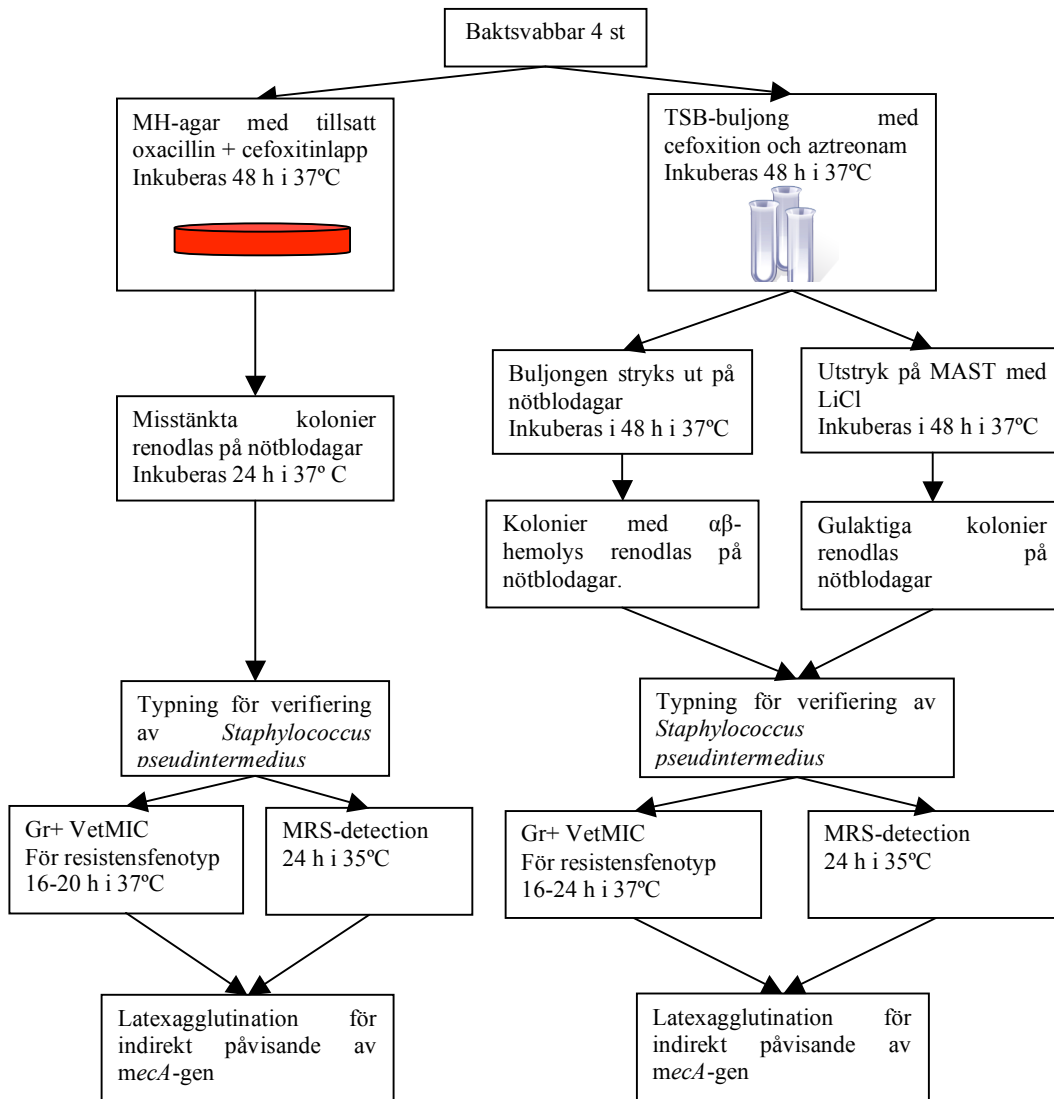 Baktsvabbar 4 st
MH-agar med tillsatt
oxacillin + cefoxitinlapp
Inkuberas 48 h i 37ºC
TSB-buljong med
cefoxition och aztreonam
Inkuberas 48 h i 37ºC
Misstänkta kolonier
renodlas på nötblodagar
Inkuberas 24 h i 37º C
Buljongen stryks ut på
nötblodagar
Inkuberas i 48 h i 37ºC
Utstryk på MAST med
LiCl
Inkuberas i 48 h i 37ºC
Kolonier med αβ-
hemolys renodlas på
nötblodagar.
Gulaktiga kolonier
renodlas på
nötblodagar
Typning för verifiering
av Staphylococcus
pseudintermedius
Typning för verifiering av
Staphylococcus
pseudintermedius
Gr+ VetMIC
För resistensfenotyp
16-20 h i 37ºC
MRS-detection
24 h i 35ºC
Gr+ VetMIC
För resistensfenotyp
16-24 h i 37ºC
MRS-detection
24 h i 35ºC
Latexagglutination för
indirekt påvisande av
mecA-gen
Latexagglutination för
indirekt påvisande av
mecA-gen